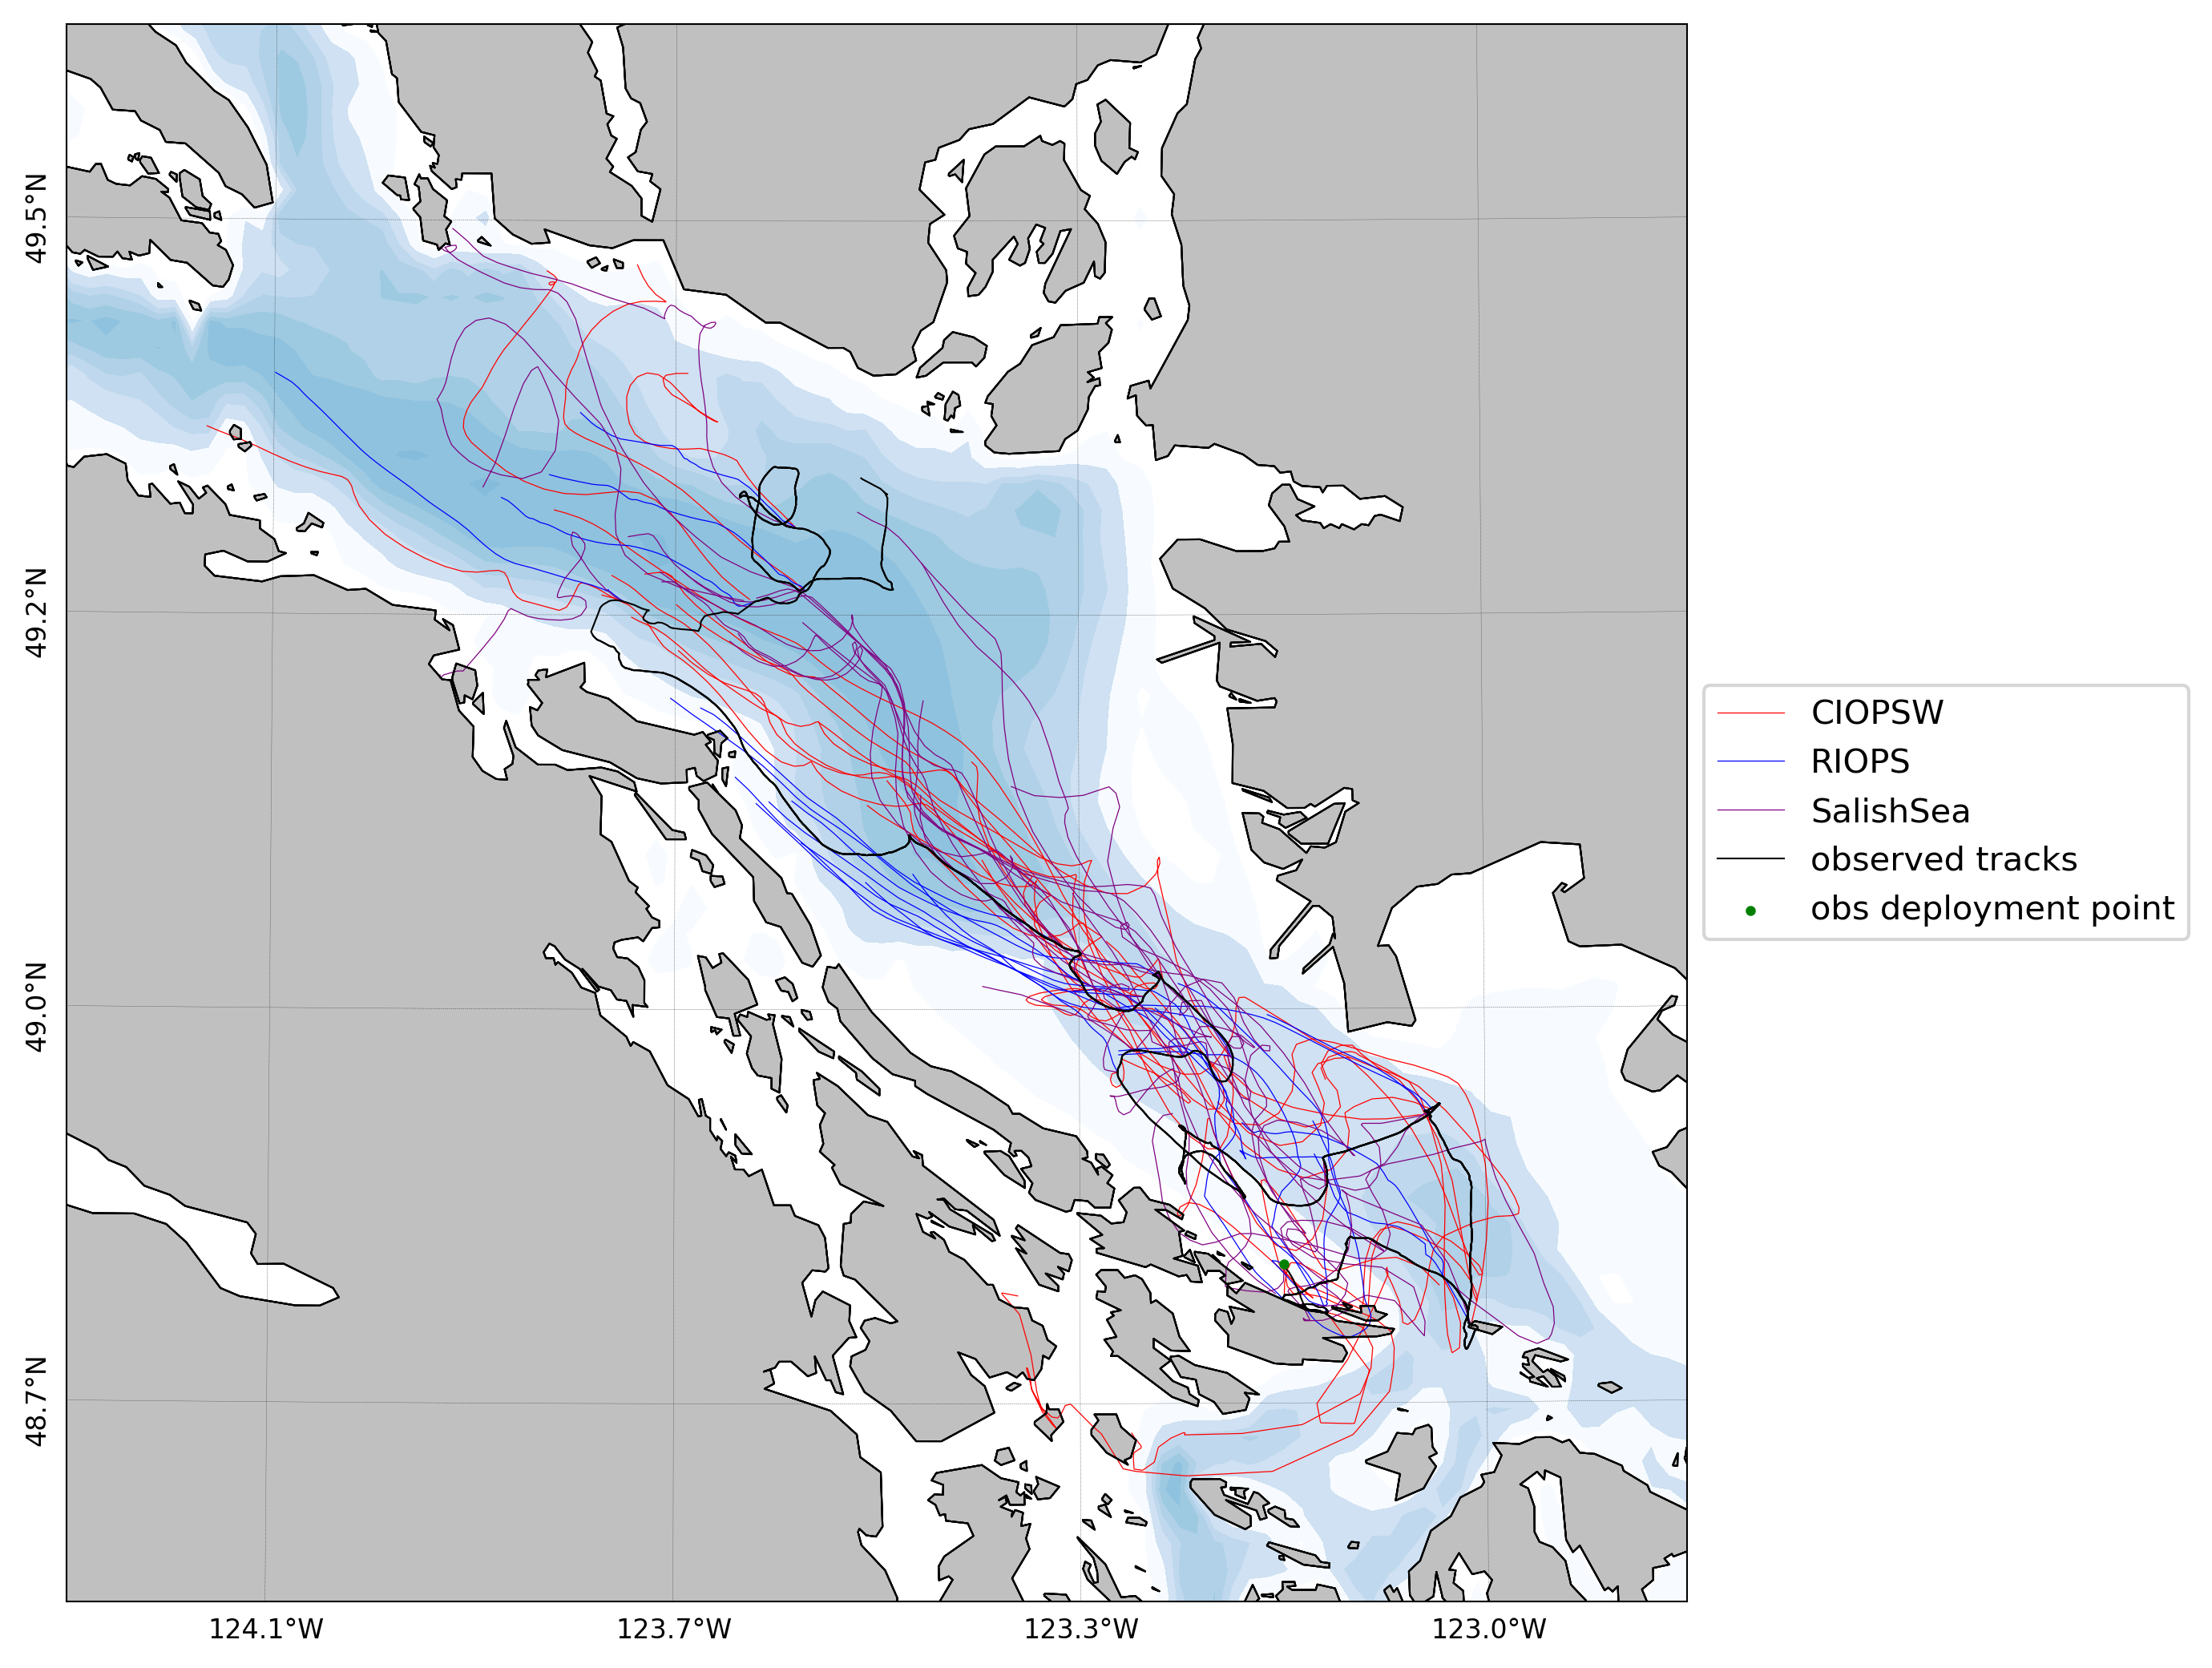 49.5°N
49.2°N
49.0°N
48.7°N
124.1°W
123.7°W
123.3°W
123.0°W
CIOPSW
RIOPS
SalishSea
observed tracks
obs deployment point